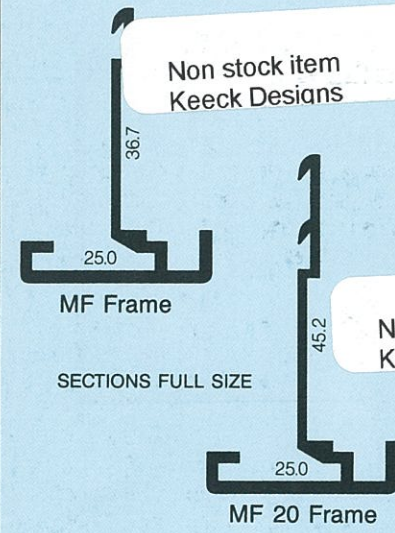 Non stock item
Keeck Designs
36.7
25.0
MF Frame
45.2
N
K
SECTIONS FULL SIZE
25.0
MF 20 Frame